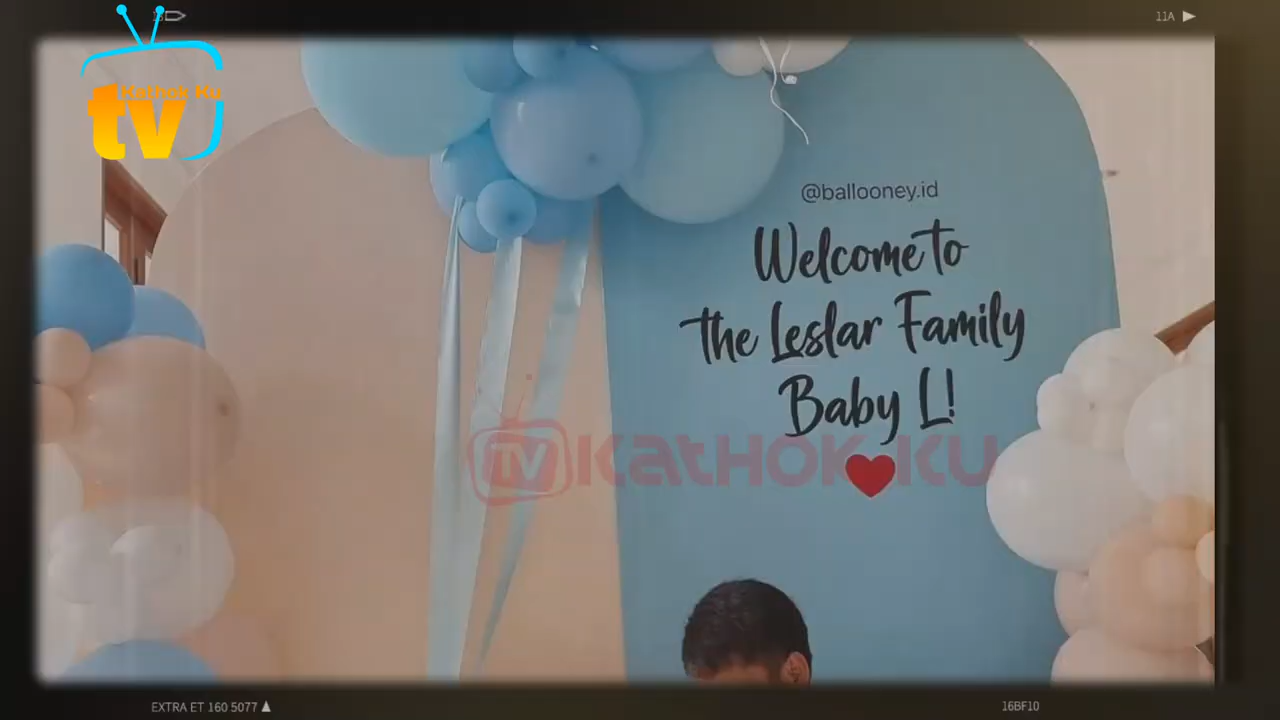 11A
Kathok Ku
tv
@ballooney.id
Welcome to
the Leslar Family
Baby L!
TV KATHOK KU
EXTRA ET 160 5077
16BF10